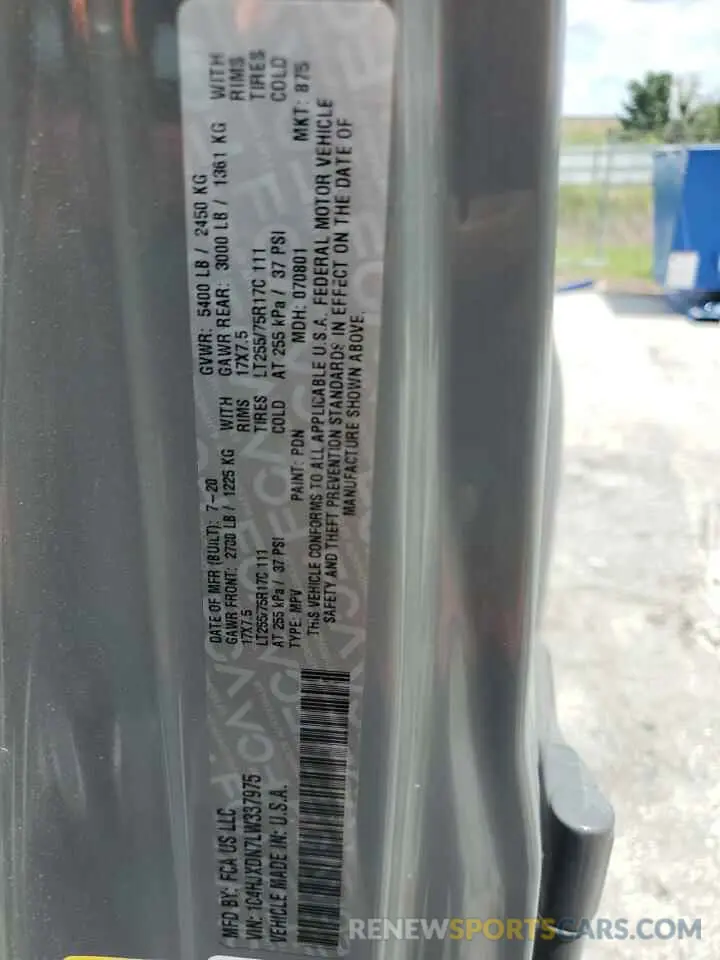 MFD BY: FCA US LLC
DATE OF MFR (BUILT): 7-20
GVWR: 5400 LB / 2450 KG
GAWR FRONT: 2700 LB / 1225 KG WITH
GAWR REAR: 3000 LB / 1361 KG WITH
17X7.5 RIMS
17X7.5 RIMS
LT255/75R17C 111 TIRES
LT255/75R17C 111 TIRES
AT 255 kPa / 37 PSI COLD
AT 255 kPa / 37 PSI COLD
VIN: 1C4HJXDN7LW337975
TYPE: MPV PAINT: PDN MDH: 070801 MKT: 875
VEHICLE MADE IN: U.S.A.
THIS VEHICLE CONFORMS TO ALL APPLICABLE U.S.A. FEDERAL MOTOR VEHICLE
SAFETY AND THEFT PREVENTION STANDARDS IN EFFECT ON THE DATE OF
MANUFACTURE SHOWN ABOVE.
RENEWSPORTSCARS.COM